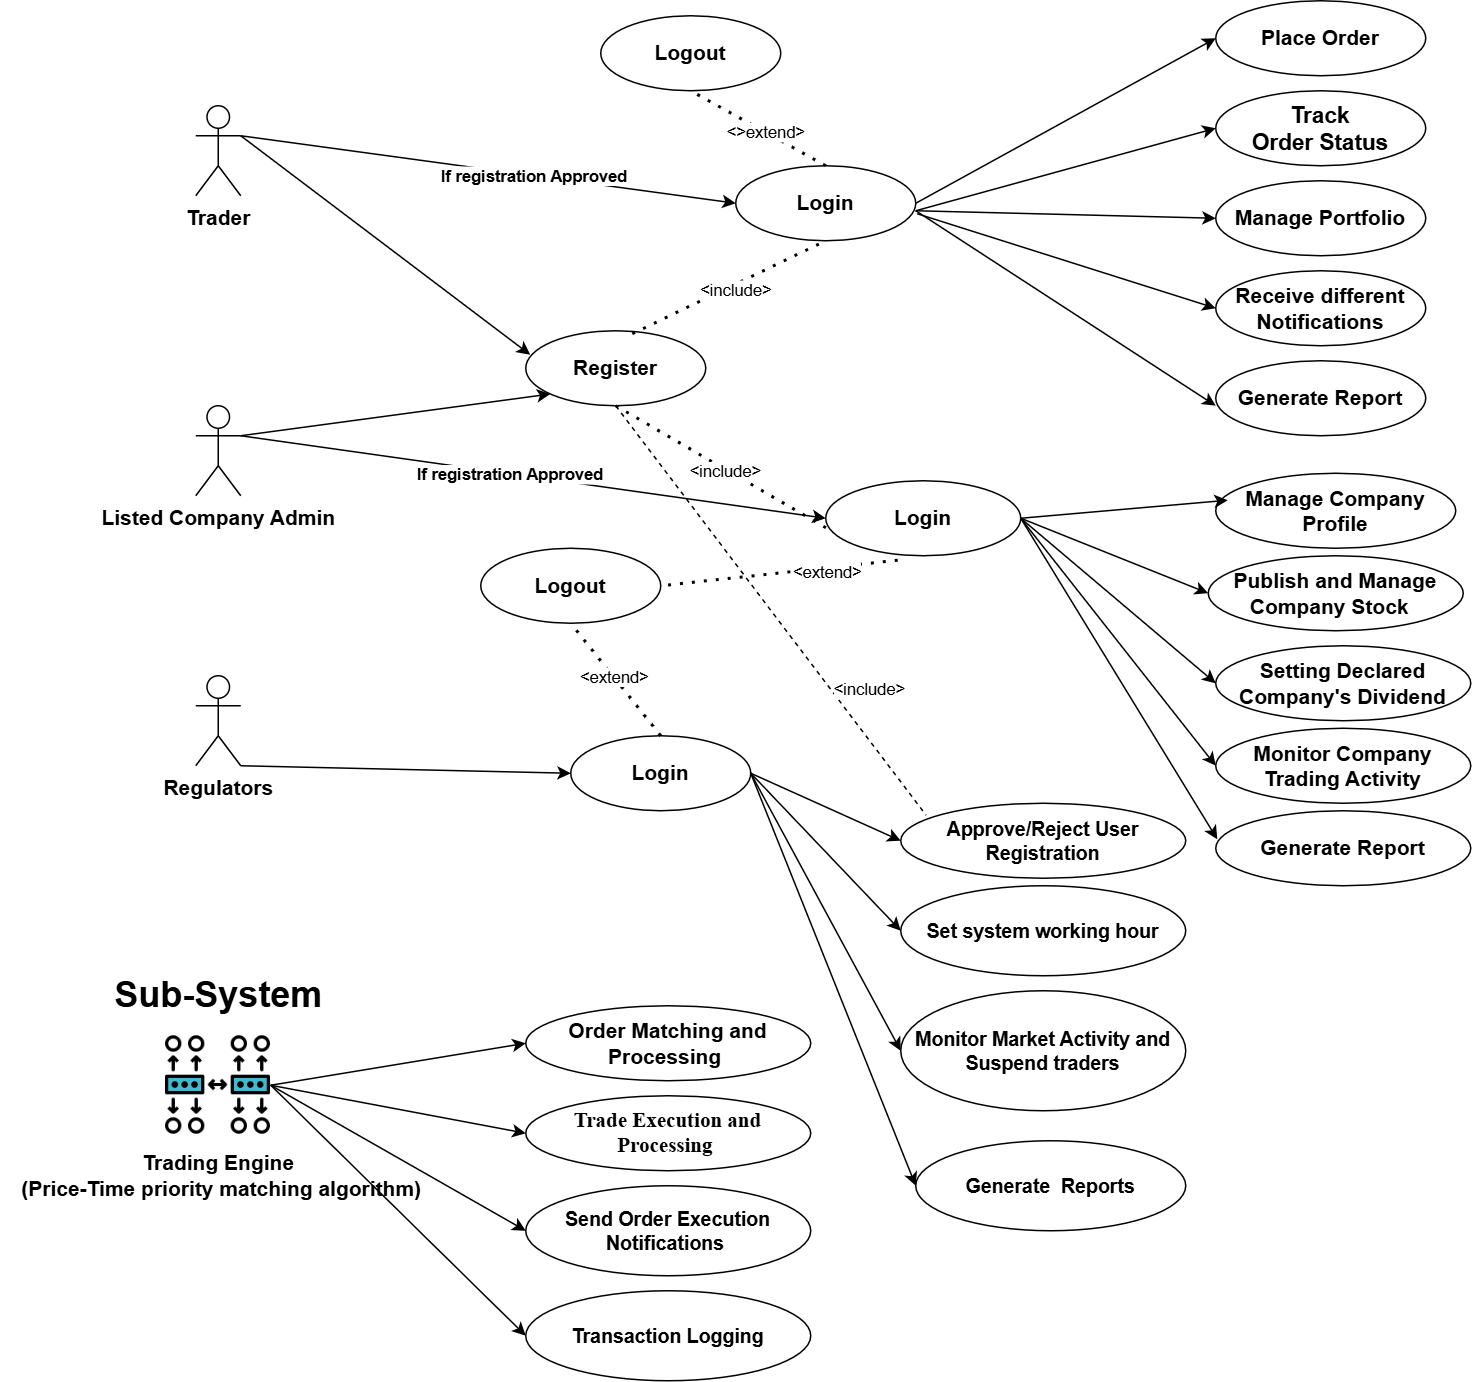 Logout
Place Order
<>extend>
Track
Order Status
If registration Approved
Login
Trader
Manage Portfolio
<include>
Receive different
Notifications
Register
Generate Report
<include>
If registration Approved
Listed Company Admin
Login
Manage Company
Profile
Logout
<extend>
Publish and Manage
Company Stock
<extend>
<include>
Setting Declared
Company's Dividend
Regulators
Login
Monitor Company
Trading Activity
Approve/Reject User
Registration
Generate Report
Set system working hour
Sub-System
Order Matching and
Processing
Monitor Market Activity and
Suspend traders
Trade Execution and
Processing
Trading Engine
(Price-Time priority matching algorithm)
Generate  Reports
Send Order Execution
Notifications
Transaction Logging